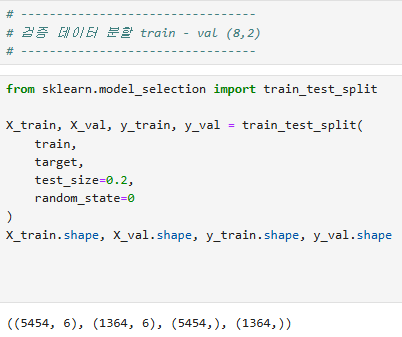 # ---------------------------------
# 검증 데이터 분할 train - val (8,2)
# ---------------------------------
from sklearn.model_selection import train_test_split
X_train, X_val, y_train, y_val = train_test_split(
    train,
    target,
    test_size=0.2,
    random_state=0
)
X_train.shape, X_val.shape, y_train.shape, y_val.shape
((5454, 6), (1364, 6), (5454,), (1364,))